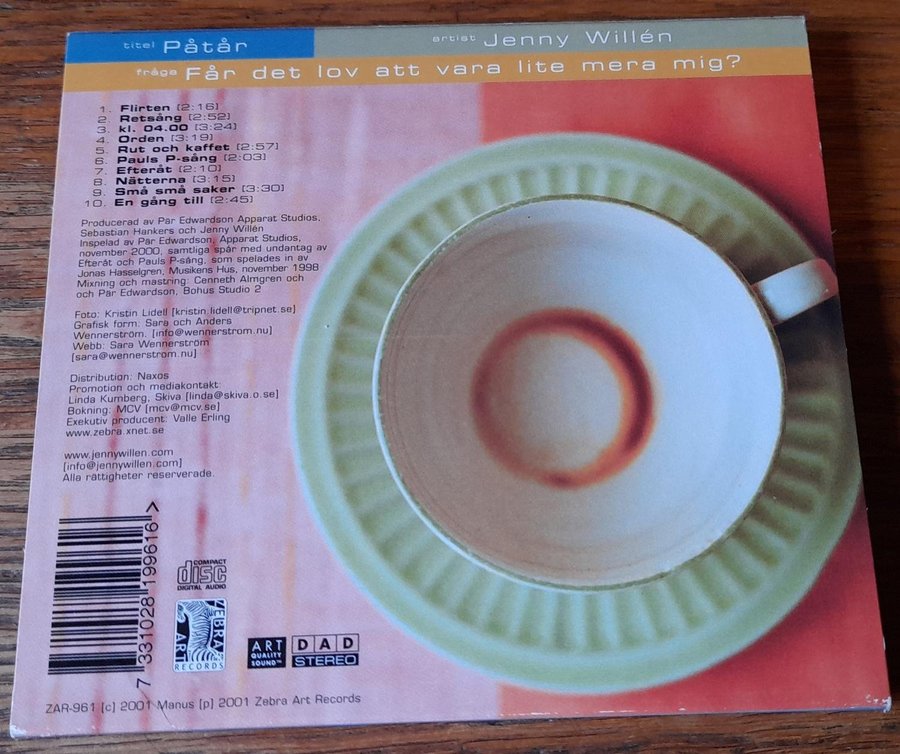 titel Påtår
artist Jenny Willén
fråga Får det lov att vara lite mera mig?
1. Flirten [2:16]
2. Retsång [2:52]
3. kl. 04.00 [3:24]
4. Orden [3:19]
5. Rut och kaffet [2:57]
6. Pauls P-sång [2:03]
7. Efteråt [2:10]
8. Nätterna [3:15]
9. Små små saker [3:30]
10. En gång till [2:45]
Producerad av Pär Edwardson Apparat Studios,
Sebastian Hankers och Jenny Willén
Inspelad av Pär Edwardson, Apparat Studios,
november 2000, samtliga spår med undantag av
Efteråt och Pauls P-sång, som spelades in av
Jonas Hasselgren, Musikens Hus, november 1998
Mixning och mastring: Cenneth Almgren och
och Pär Edwardson, Bohus Studio 2
Foto: Kristin Lidell [kristin.lidell@tripnet.se]
Grafisk form: Sara och Anders
Wennerström. [info@wennerstrom.nu]
Webb: Sara Wennerström
[sara@wennerstrom.nu]
Distribution: Naxos
Promotion och mediakontakt:
Linda Kumberg, Skiva [linda@skiva.o.se]
Bokning: MCV [mcv@mcv.se]
Exekutiv producent: Valle Erling
www.zebra.xnet.se
www.jennywillen.com
[info@jennywillen.com]
Alla rättigheter reserverade.
7 331028 199616 >
COMPACT
disc
DIGITAL AUDIO
ZEBRA
ART
RECORDS
ART
QUALITY
SOUND™
DAD
STEREO
ZAR-961 [c] 2001 Manus [p] 2001 Zebra Art Records